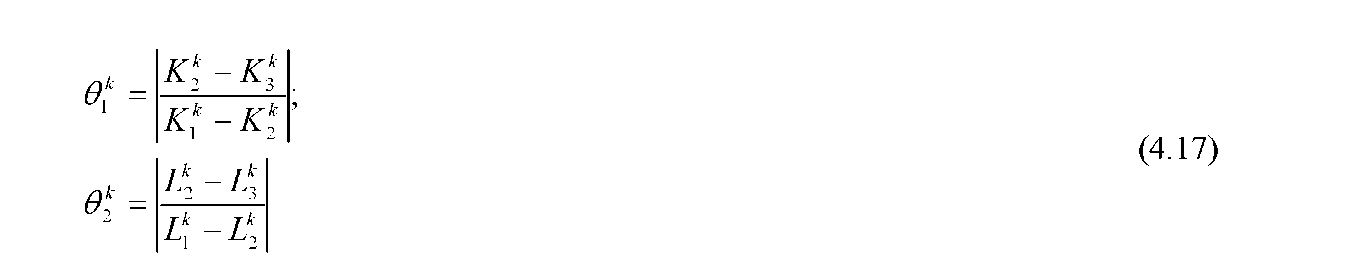 θ₁ᵏ = |(K₂ᵏ − K₃ᵏ) / (K₁ᵏ − K₂ᵏ)|;
(4.17)
θ₂ᵏ = |(L₂ᵏ − L₃ᵏ) / (L₁ᵏ − L₂ᵏ)|